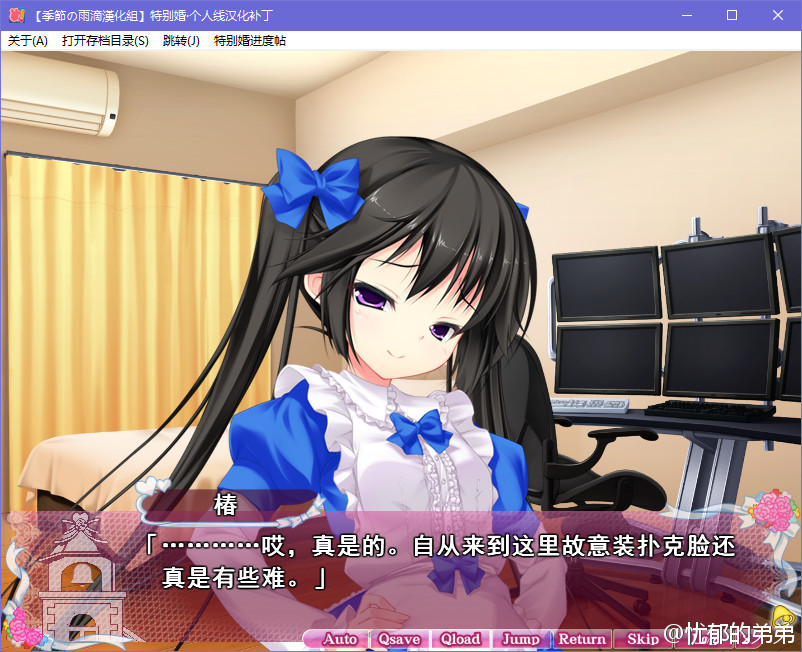 【季節の雨滴漢化組】特别婚·个人线汉化补丁
关于(A) 打开存档目录(S) 跳转(J) 特别婚进度帖
椿
「…………哎，真是的。自从来到这里故意装扑克脸还
真是有些难。」
Auto Qsave Qload Jump Return Skip
@忧郁的弟弟